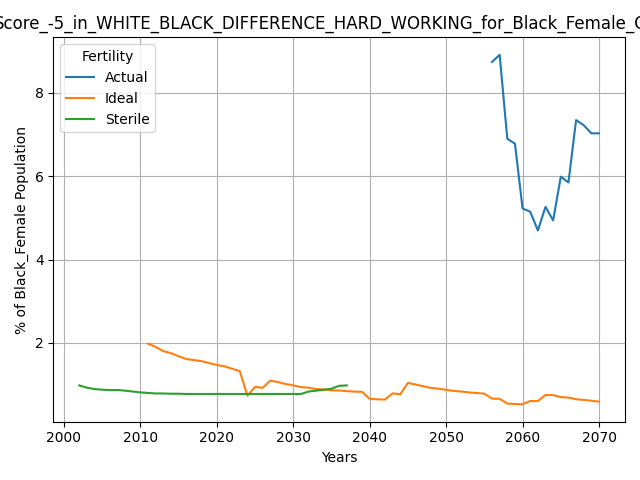 Score_-5_in_WHITE_BLACK_DIFFERENCE_HARD_WORKING_for_Black_Female_
Fertility
Actual
Ideal
Sterile
% of Black_Female Population
8
6
4
2
2000 2010 2020 2030 2040 2050 2060 2070
Years